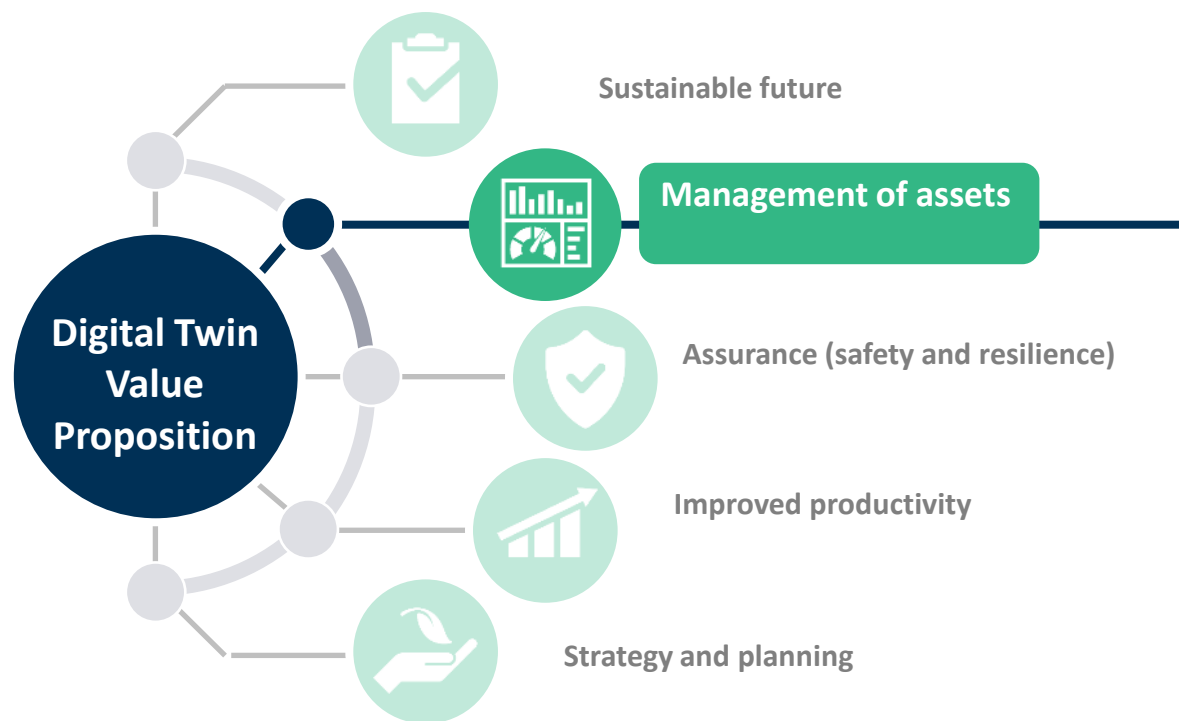 Sustainable future
Management of assets
Digital Twin
Value
Proposition
Assurance (safety and resilience)
Improved productivity
Strategy and planning